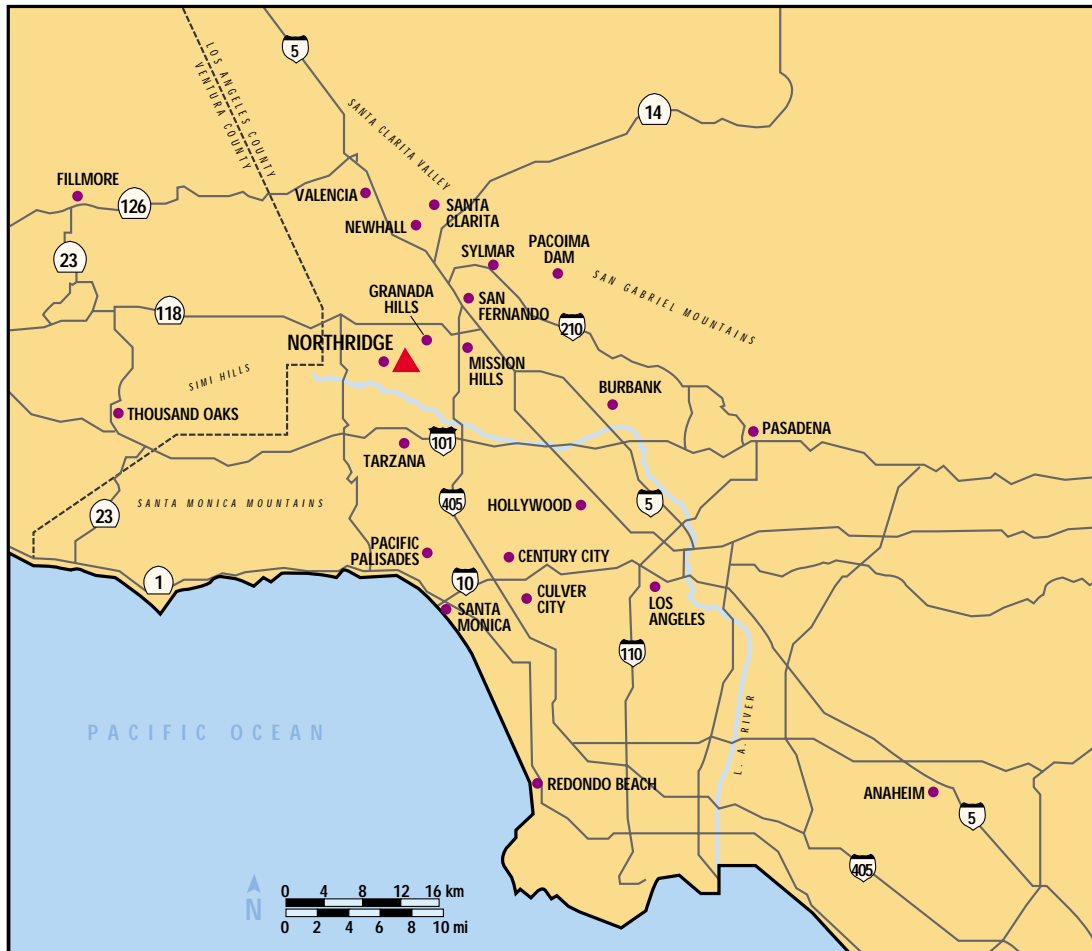 5
LOS ANGELES COUNTY
VENTURA COUNTY
SANTA CLARITA VALLEY
14
FILLMORE
126
VALENCIA
SANTA
CLARITA
NEWHALL
23
SYLMAR
PACOIMA
DAM
SAN GABRIEL MOUNTAINS
GRANADA
HILLS
SAN
FERNANDO
118
210
NORTHRIDGE
MISSION
HILLS
SIMI HILLS
BURBANK
THOUSAND OAKS
PASADENA
101
TARZANA
SANTA MONICA MOUNTAINS
405
HOLLYWOOD
5
23
PACIFIC
PALISADES
CENTURY CITY
1
10
CULVER
CITY
LOS
ANGELES
SANTA
MONICA
110
PACIFIC OCEAN
L. A. RIVER
REDONDO BEACH
ANAHEIM
5
405
N
0 4 8 12 16 km
0 2 4 6 8 10 mi